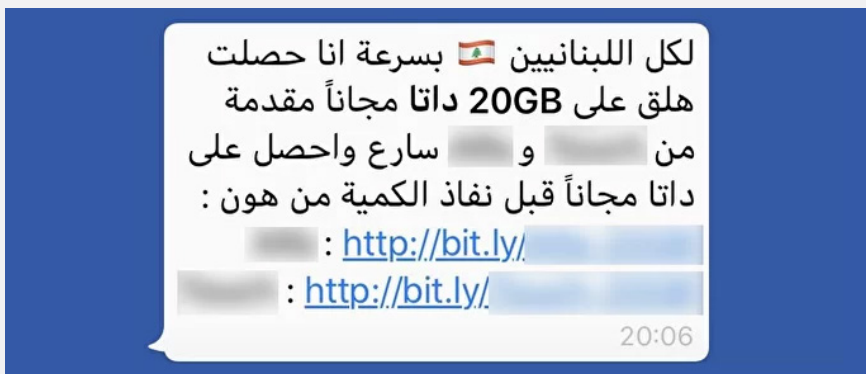 لكل اللبنانيين 🇱🇧 بسرعة انا حصلت
هلق على 20GB داتا مجاناً مقدمة
من و سارع واحصل على
داتا مجاناً قبل نفاذ الكمية من هون :
: http://bit.ly/
: http://bit.ly/
20:06